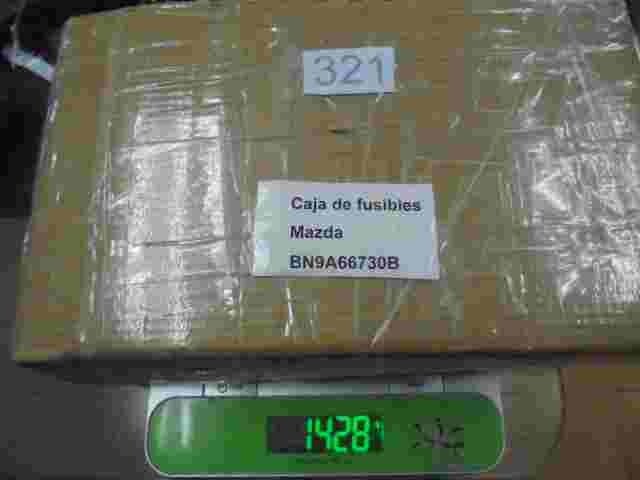 321
Caja de fusibles
Mazda
BN9A66730B
1428